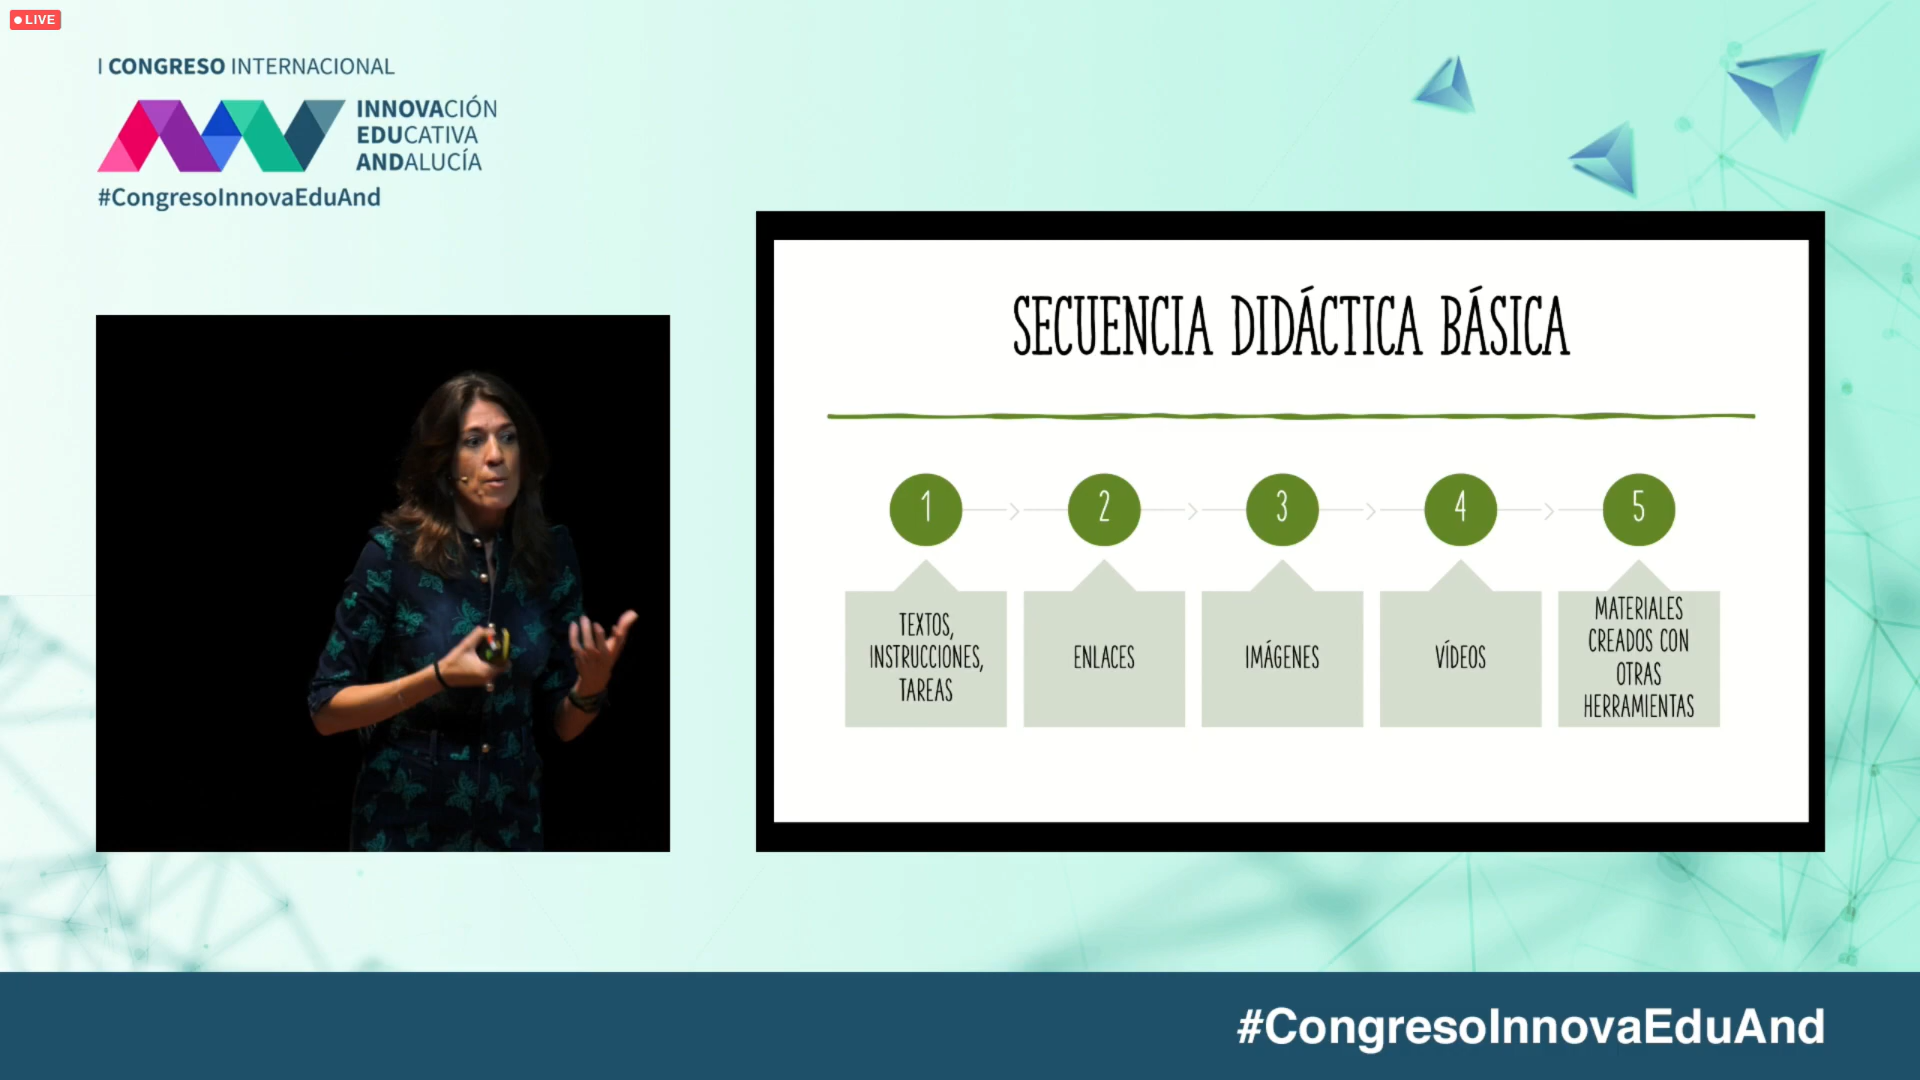 LIVE
I CONGRESO INTERNACIONAL
INNOVACIÓN
EDUCATIVA
ANDALUCÍA
#CongresoInnovaEduAnd
SECUENCIA DIDÁCTICA BÁSICA
1
2
3
4
5
TEXTOS,
INSTRUCCIONES,
TAREAS
ENLACES
IMÁGENES
VÍDEOS
MATERIALES
CREADOS CON
OTRAS
HERRAMIENTAS
#CongresoInnovaEduAnd